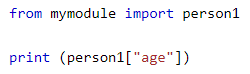 from mymodule import person1
print (person1["age"])